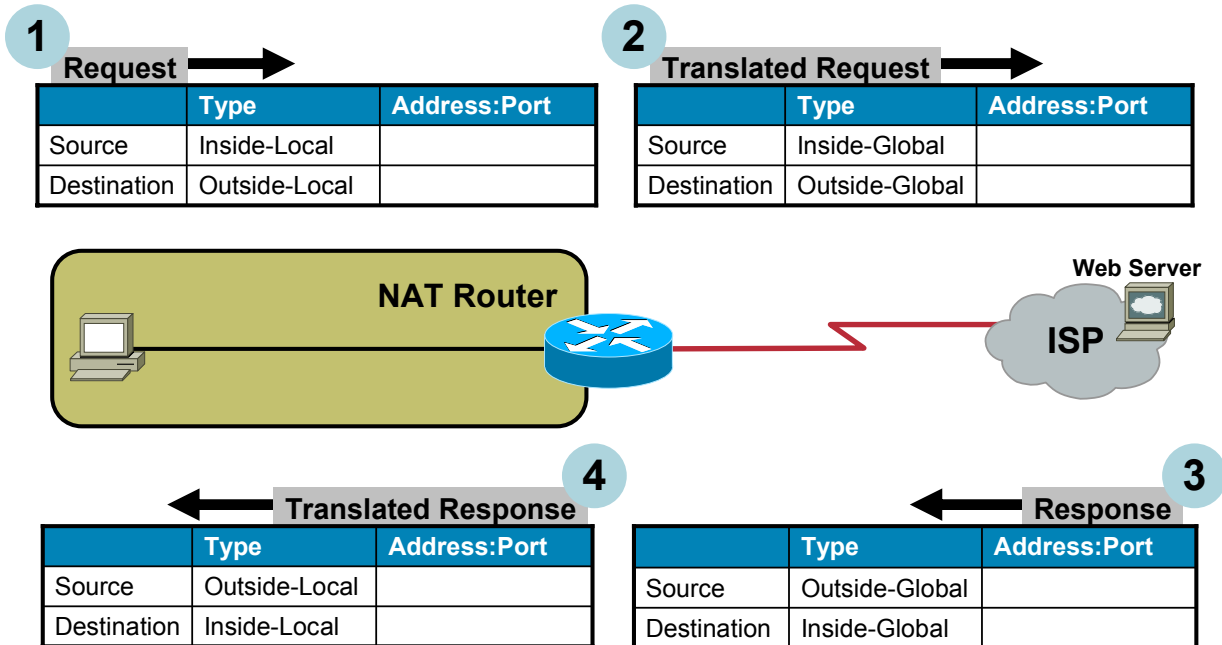 1
Request
Type Address:Port
Source Inside-Local
Destination Outside-Local
2
Translated Request
Type Address:Port
Source Inside-Global
Destination Outside-Global
NAT Router
Web Server
ISP
4
Translated Response
Type Address:Port
Source Outside-Local
Destination Inside-Local
3
Response
Type Address:Port
Source Outside-Global
Destination Inside-Global